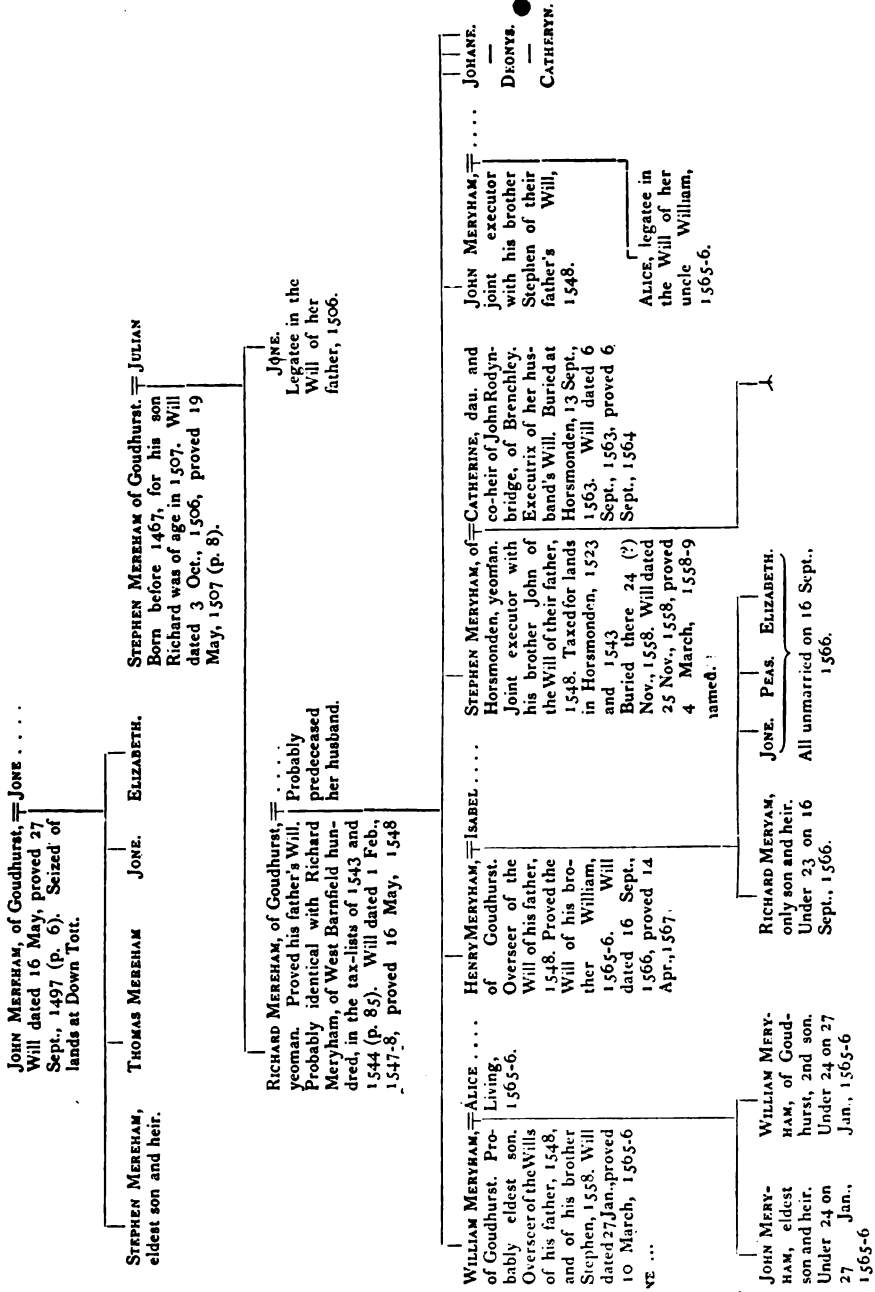 JOHN MEREHAM, of Goudhurst, = JONE ....
Will dated 16 May, proved 27
Sept., 1497 (p. 6). Seized of
lands at Down Tott.
STEPHEN MEREHAM,
eldest son and heir.
THOMAS MEREHAM
JONE.
ELIZABETH.
STEPHEN MEREHAM of Goudhurst. = JULIAN
Born before 1467, for his son
Richard was of age in 1507. Will
dated 3 Oct., 1506, proved 19
May, 1507 (p. 8).
RICHARD MEREHAM, of Goudhurst, = ....
yeoman. Proved his father's Will.
Probably identical with Richard
Meryham, of West Barnfield hun-
dred, in the tax-lists of 1543 and
1544 (p. 85). Will dated 1 Feb.,
1547-8, proved 16 May, 1548
Probably
predeceased
her husband.
JONE.
Legatee in the
Will of her
father, 1506.
WILLIAM MERYHAM, = ALICE ....
of Goudhurst. Pro-
bably eldest son.
Overseer of the Wills
of his father, 1548,
and of his brother
Stephen, 1558. Will
dated 27 Jan., proved
10 March, 1565-6
NE ...
Living,
1565-6.
HENRY MERYHAM, = ISABEL ....
of Goudhurst.
Overseer of the
Will of his father,
1548. Proved the
Will of his bro-
ther William,
1565-6. Will
dated 16 Sept.,
1566, proved 14
Apr., 1567.
STEPHEN MERYHAM, of = CATHERINE, dau. and
Horsmonden, yeoman.
Joint executor with
his brother John of
the Will of their father,
1548. Taxed for lands
in Horsmonden, 1523
and 1543
Buried there 24 (?)
Nov., 1558. Will dated
25 Nov., 1558, proved
4 March, 1558-9
named.
co-heir of John Rodyn-
bridge, of Brenchley.
Executrix of her hus-
band's Will. Buried at
Horsmonden, 13 Sept.,
1563. Will dated 6
Sept., 1563, proved 6
Sept., 1564
JOHN MERYHAM, = ....
joint executor
with his brother
Stephen of their
father's Will,
1548.
JOHANE.
—
DEONYS.
—
CATHERYN.
JOHN MERY-
HAM, eldest
son and heir.
Under 24 on
27 Jan.,
1565-6
WILLIAM MERY-
HAM, of Goud-
hurst, 2nd son.
Under 24 on 27
Jan., 1565-6
RICHARD MERYAM,
only son and heir.
Under 23 on 16
Sept., 1566.
JONE. PEAS. ELIZABETH.
All unmarried on 16 Sept.,
1566.
ALICE, legatee in
the Will of her
uncle William,
1565-6.